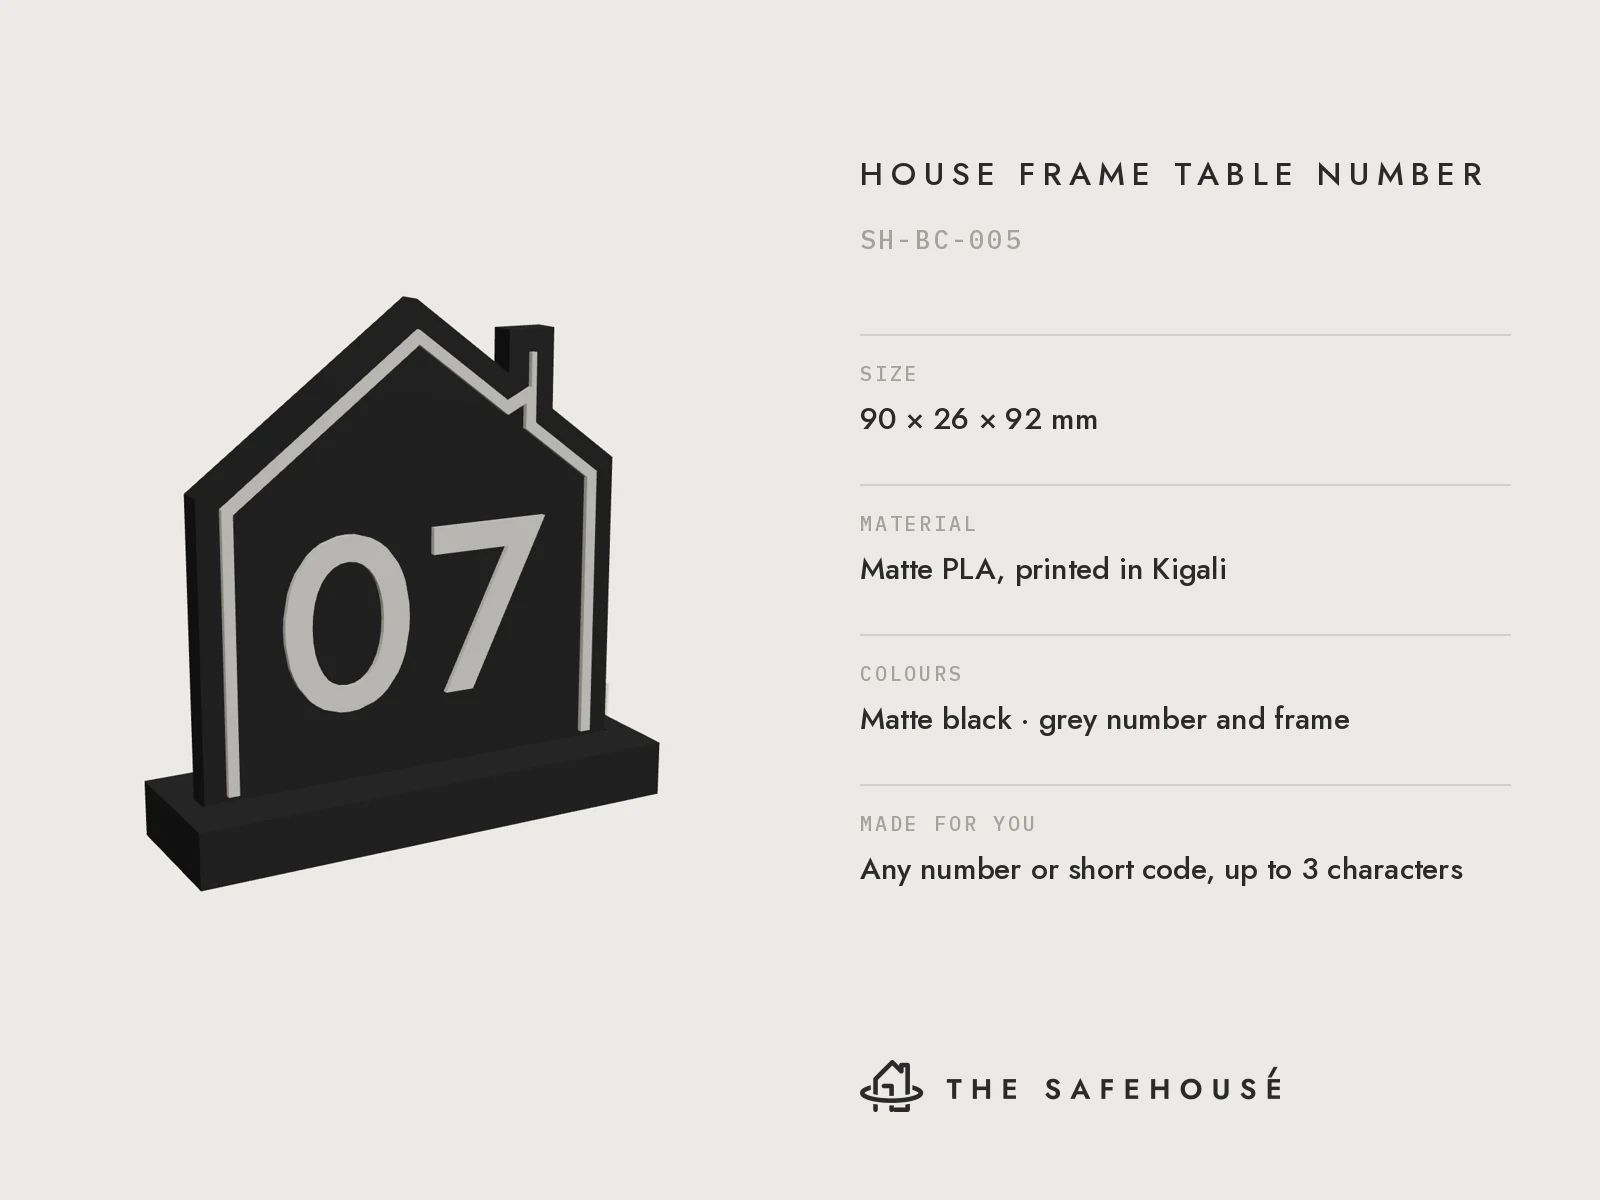 07
HOUSE FRAME TABLE NUMBER
SH-BC-005
SIZE
90 × 26 × 92 mm
MATERIAL
Matte PLA, printed in Kigali
COLOURS
Matte black · grey number and frame
MADE FOR YOU
Any number or short code, up to 3 characters
THE SAFEHOUSÉ